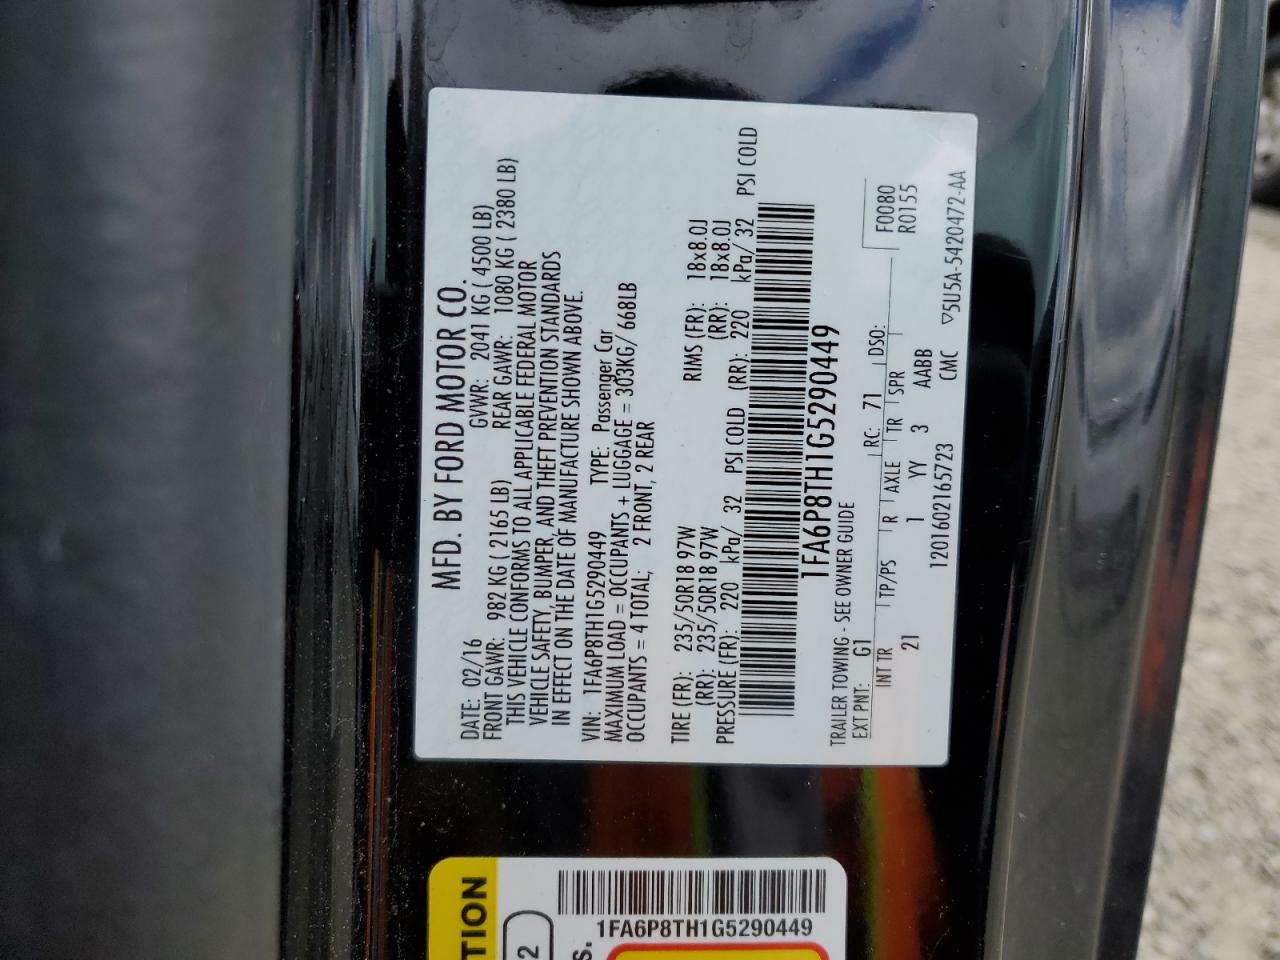 MFD. BY FORD MOTOR CO.
DATE: 02/16 GVWR: 2041 KG ( 4500 LB)
FRONT GAWR: 982 KG ( 2165 LB) REAR GAWR: 1080 KG ( 2380 LB)
THIS VEHICLE CONFORMS TO ALL APPLICABLE FEDERAL MOTOR
VEHICLE SAFETY, BUMPER, AND THEFT PREVENTION STANDARDS
IN EFFECT ON THE DATE OF MANUFACTURE SHOWN ABOVE.
VIN: 1FA6P8TH1G5290449 TYPE: Passenger Car
MAXIMUM LOAD = OCCUPANTS + LUGGAGE = 303KG/ 668LB
OCCUPANTS = 4 TOTAL; 2 FRONT, 2 REAR
TIRE (FR): 235/50R18 97W RIMS (FR): 18x8.0J
(RR): 235/50R18 97W (RR): 18x8.0J
PRESSURE (FR): 220 kPa/ 32 PSI COLD (RR): 220 kPa/ 32 PSI COLD
1FA6P8TH1G5290449
TRAILER TOWING - SEE OWNER GUIDE
EXT PNT: G1 RC: 71 DSO: F0080
INT TR TP/PS R AXLE TR SPR R0155
21 1 YY 3 AABB
1201602165723 CMC ▽5U5A-5420472-AA
TION
2
S.
1FA6P8TH1G5290449